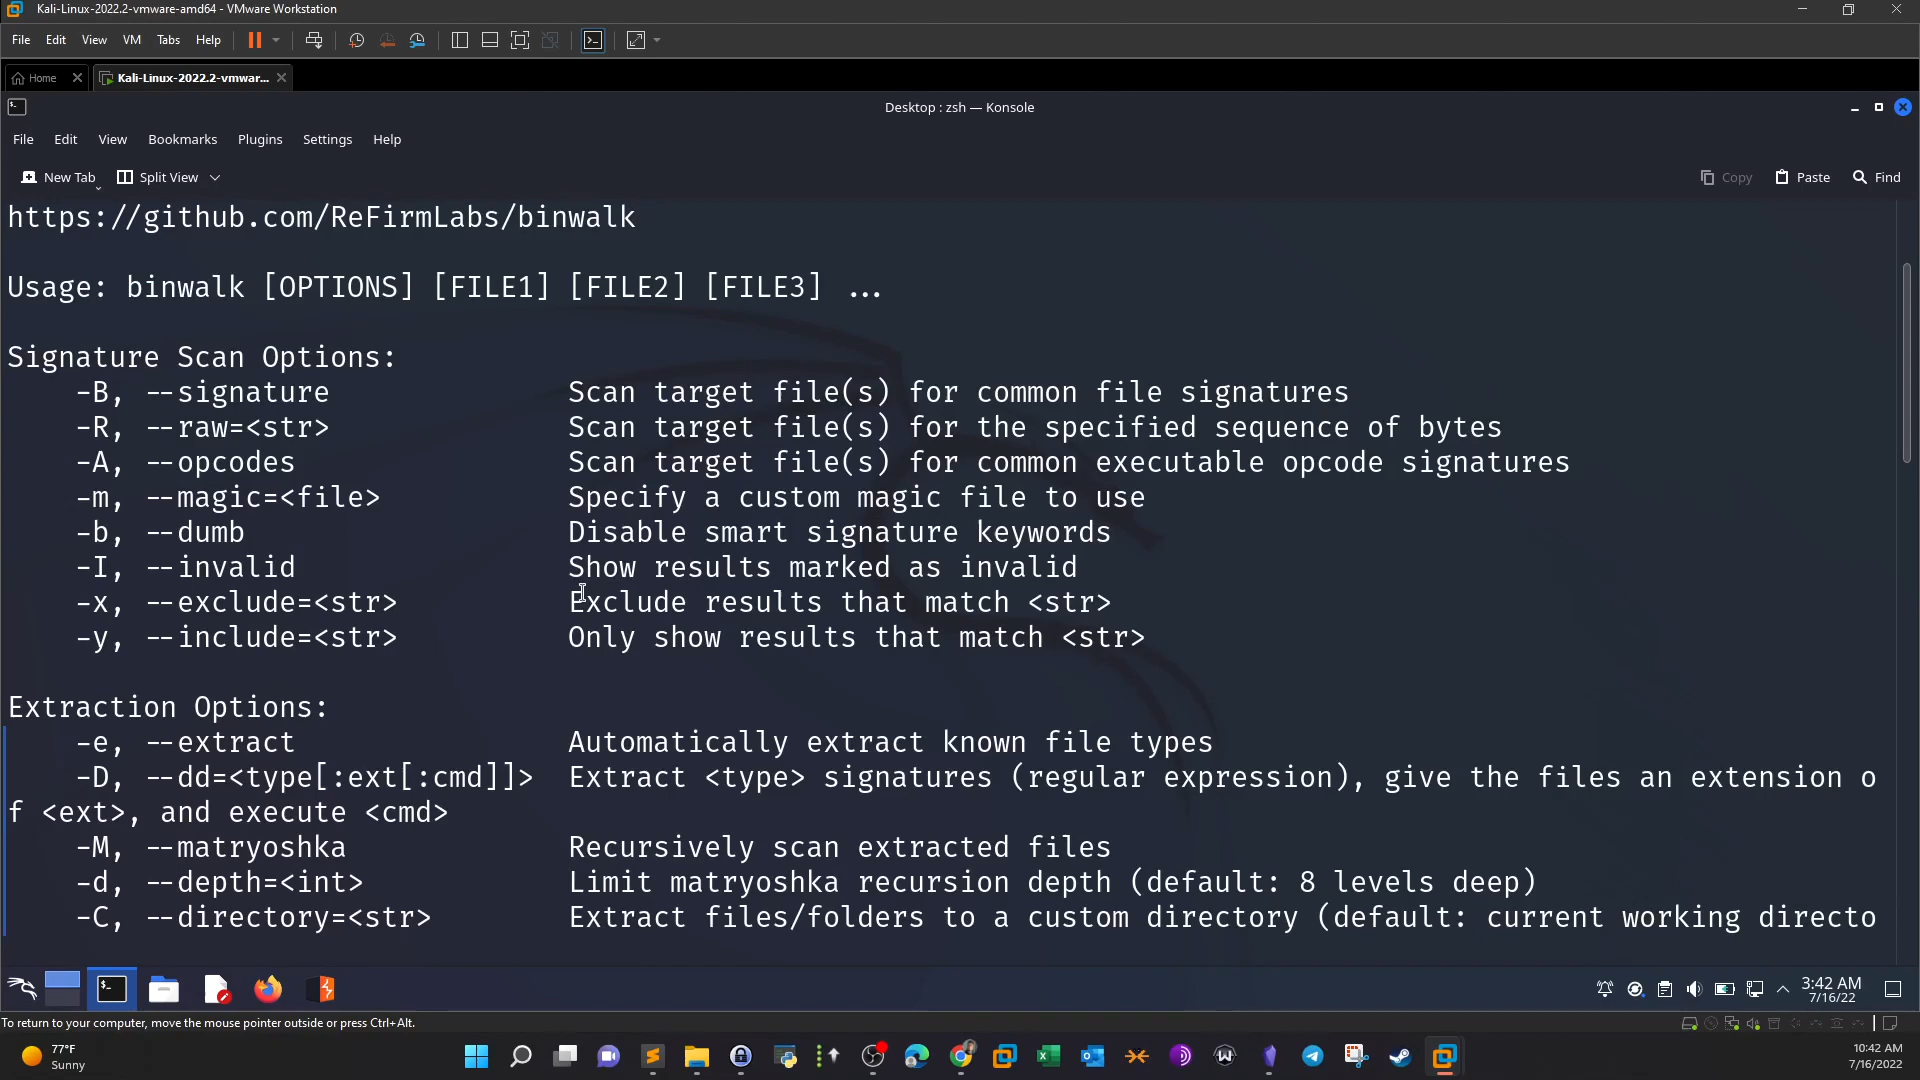 Kali-Linux-2022.2-vmware-amd64 - VMware Workstation
File Edit View VM Tabs Help
Home Kali-Linux-2022.2-vmwar...
Desktop : zsh — Konsole
File Edit View Bookmarks Plugins Settings Help
New Tab Split View Copy Paste Find
https://github.com/ReFirmLabs/binwalk
Usage: binwalk [OPTIONS] [FILE1] [FILE2] [FILE3] ...
Signature Scan Options:
-B, --signature Scan target file(s) for common file signatures
-R, --raw=<str> Scan target file(s) for the specified sequence of bytes
-A, --opcodes Scan target file(s) for common executable opcode signatures
-m, --magic=<file> Specify a custom magic file to use
-b, --dumb Disable smart signature keywords
-I, --invalid Show results marked as invalid
-x, --exclude=<str> Exclude results that match <str>
-y, --include=<str> Only show results that match <str>
Extraction Options:
-e, --extract Automatically extract known file types
-D, --dd=<type[:ext[:cmd]]> Extract <type> signatures (regular expression), give the files an extension o
f <ext>, and execute <cmd>
-M, --matryoshka Recursively scan extracted files
-d, --depth=<int> Limit matryoshka recursion depth (default: 8 levels deep)
-C, --directory=<str> Extract files/folders to a custom directory (default: current working directo
3:42 AM
7/16/22
To return to your computer, move the mouse pointer outside or press Ctrl+Alt.
77°F
Sunny
10:42 AM
7/16/2022